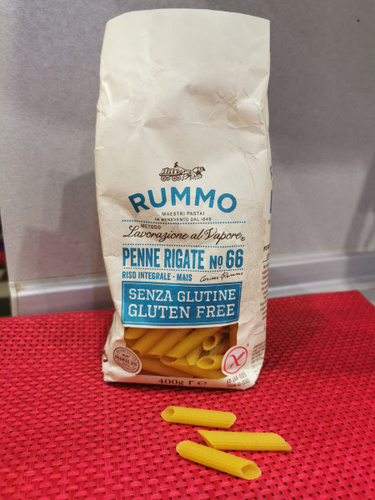 RUMMO
MAESTRI PASTAI
IN BENEVENTO DAL 1846
METODO
Lavorazione al Vapore
PENNE RIGATE No 66
RISO INTEGRALE - MAIS
SENZA GLUTINE
GLUTEN FREE
400g e